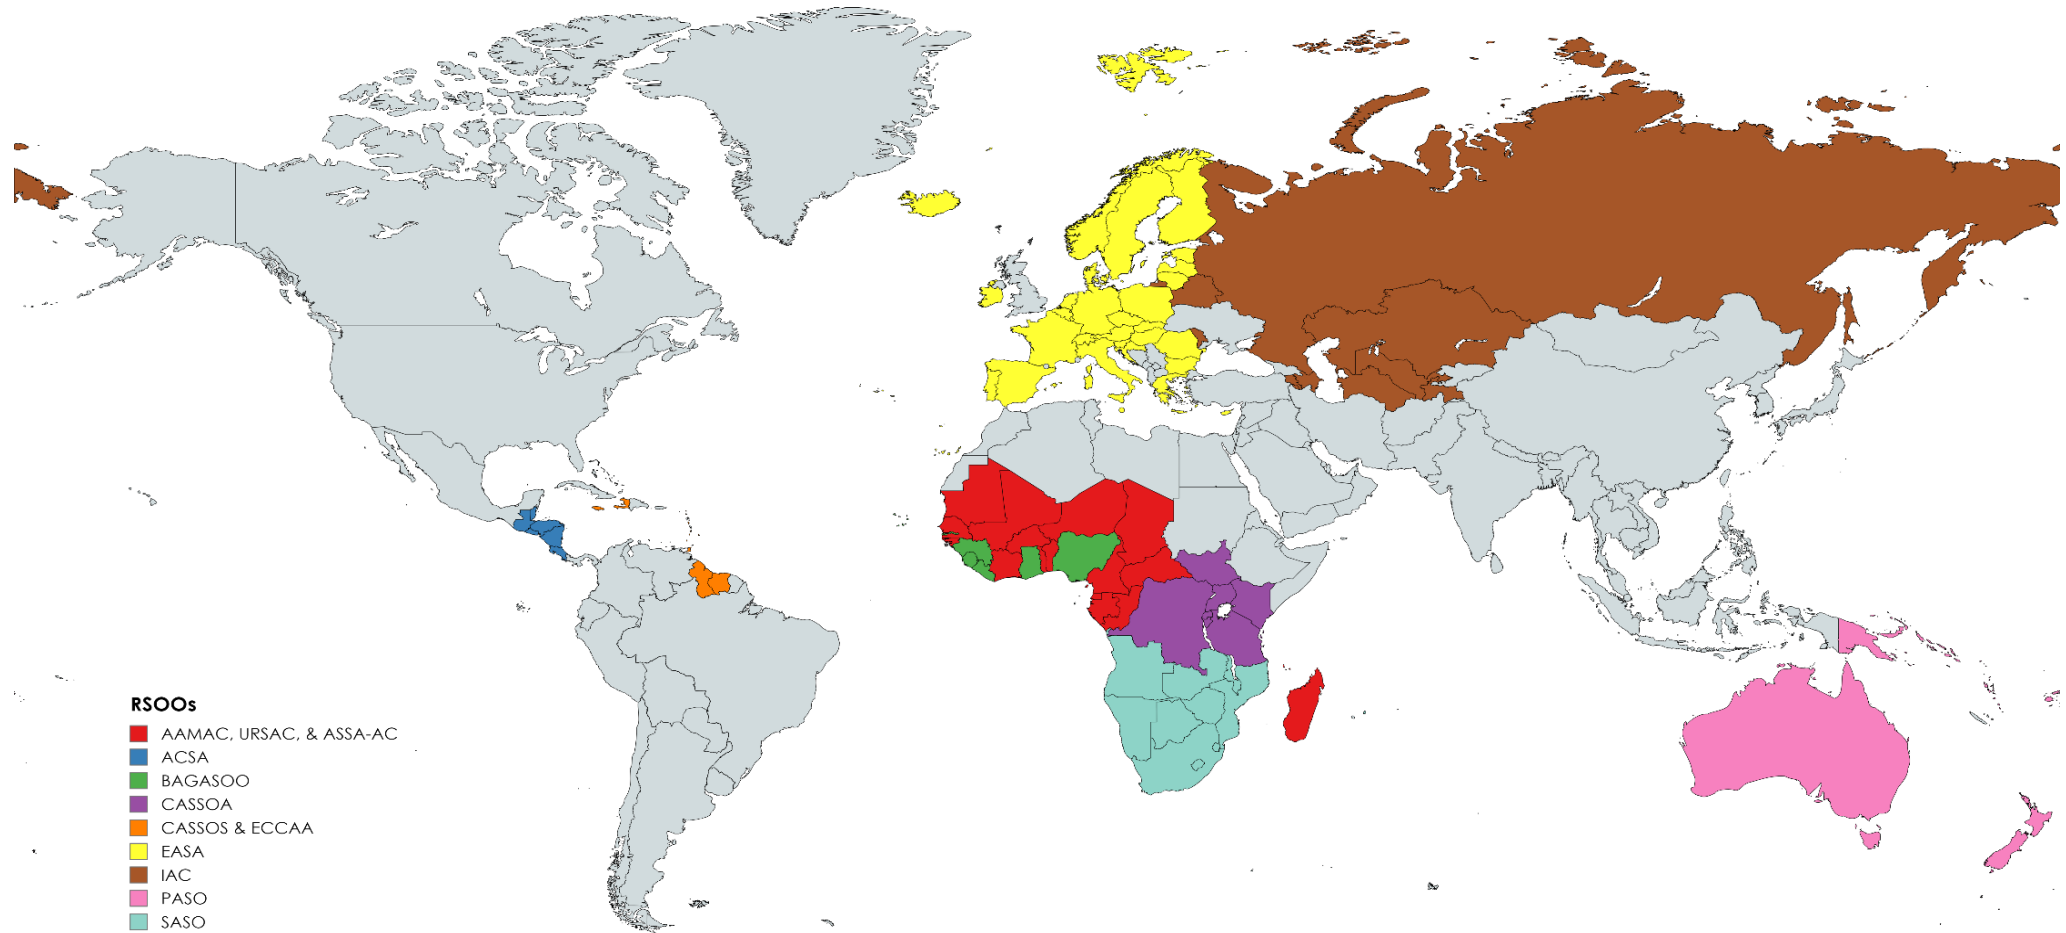 RSOOs
AAMAC, URSAC, & ASSA-AC
ACSA
BAGASOO
CASSOA
CASSOS & ECCAA
EASA
IAC
PASO
SASO